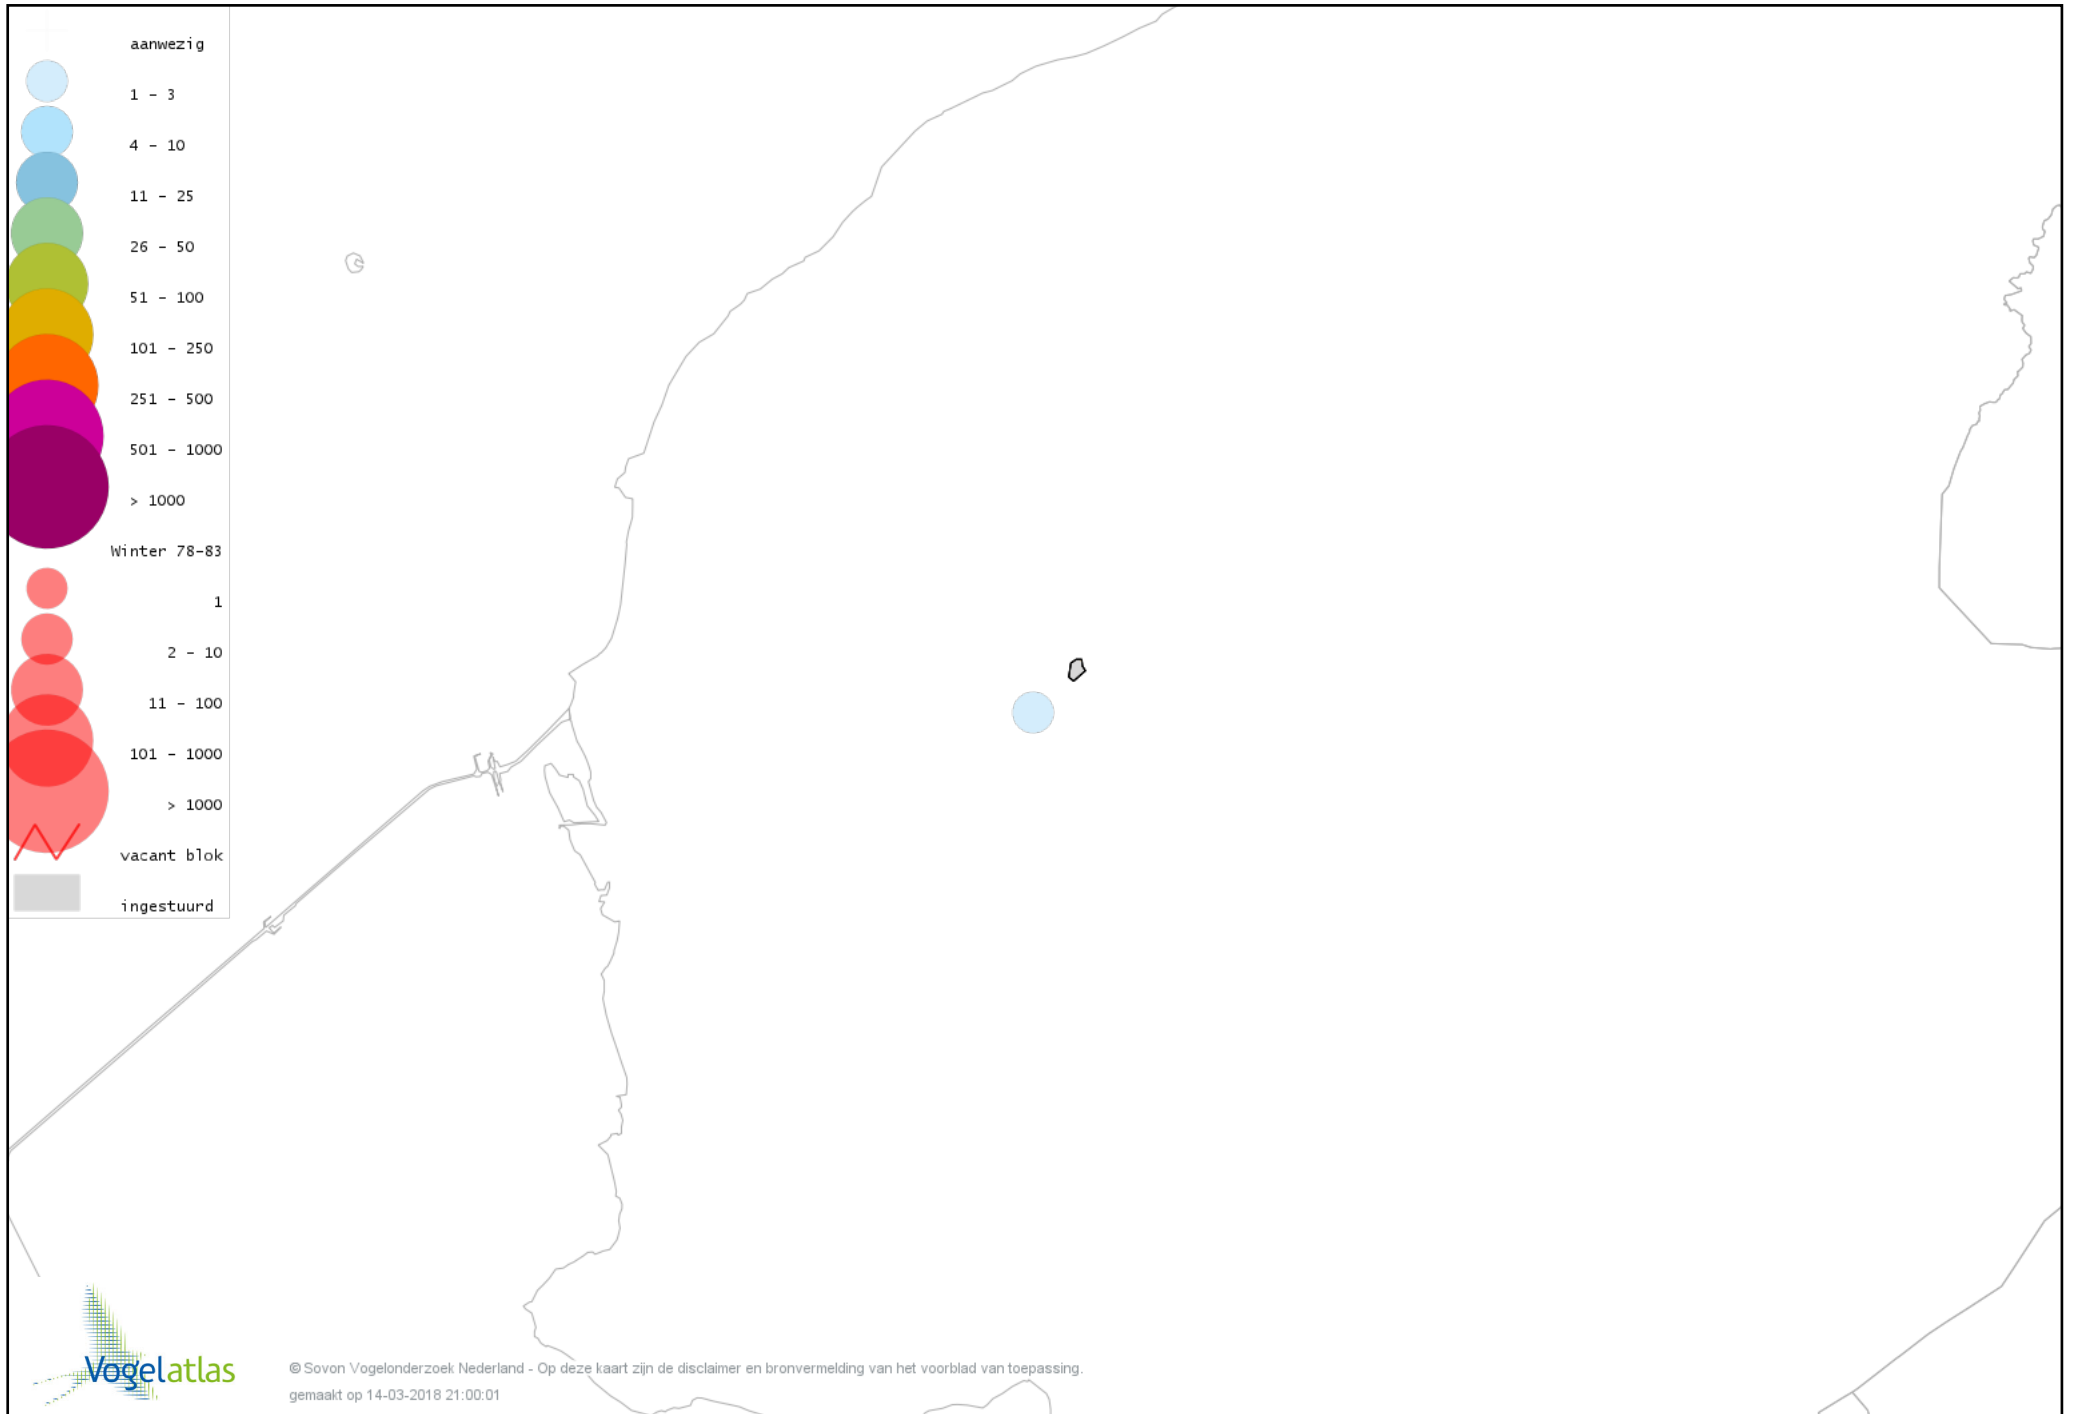 aanwezig
1 - 3
4 - 10
11 - 25
26 - 50
51 - 100
101 - 250
251 - 500
501 - 1000
> 1000
Winter 78-83
1
2 - 10
11 - 100
101 - 1000
> 1000
vacant blok
ingestuurd
Vogelatlas
© Sovon Vogelonderzoek Nederland - Op deze kaart zijn de disclaimer en bronvermelding van het voorblad van toepassing.
gemaakt op 14-03-2018 21:00:01